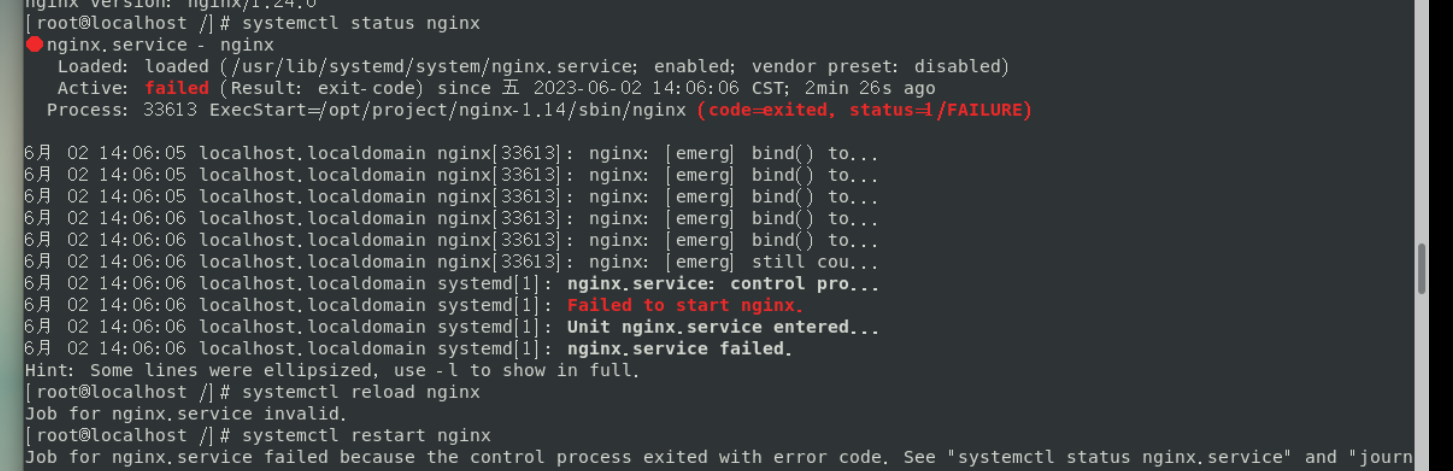 nginx version: nginx/1.24.0
[root@localhost /]# systemctl status nginx
●nginx.service - nginx
Loaded: loaded (/usr/lib/systemd/system/nginx.service; enabled; vendor preset: disabled)
Active: failed (Result: exit-code) since 五 2023-06-02 14:06:06 CST; 2min 26s ago
Process: 33613 ExecStart=/opt/project/nginx-1.14/sbin/nginx (code=exited, status=1/FAILURE)
6月 02 14:06:05 localhost.localdomain nginx[33613]: nginx: [emerg] bind() to...
6月 02 14:06:05 localhost.localdomain nginx[33613]: nginx: [emerg] bind() to...
6月 02 14:06:05 localhost.localdomain nginx[33613]: nginx: [emerg] bind() to...
6月 02 14:06:06 localhost.localdomain nginx[33613]: nginx: [emerg] bind() to...
6月 02 14:06:06 localhost.localdomain nginx[33613]: nginx: [emerg] bind() to...
6月 02 14:06:06 localhost.localdomain nginx[33613]: nginx: [emerg] still cou...
6月 02 14:06:06 localhost.localdomain systemd[1]: nginx.service: control pro...
6月 02 14:06:06 localhost.localdomain systemd[1]: Failed to start nginx.
6月 02 14:06:06 localhost.localdomain systemd[1]: Unit nginx.service entered...
6月 02 14:06:06 localhost.localdomain systemd[1]: nginx.service failed.
Hint: Some lines were ellipsized, use -l to show in full.
[root@localhost /]# systemctl reload nginx
Job for nginx.service invalid.
[root@localhost /]# systemctl restart nginx
Job for nginx.service failed because the control process exited with error code. See "systemctl status nginx.service" and "journ